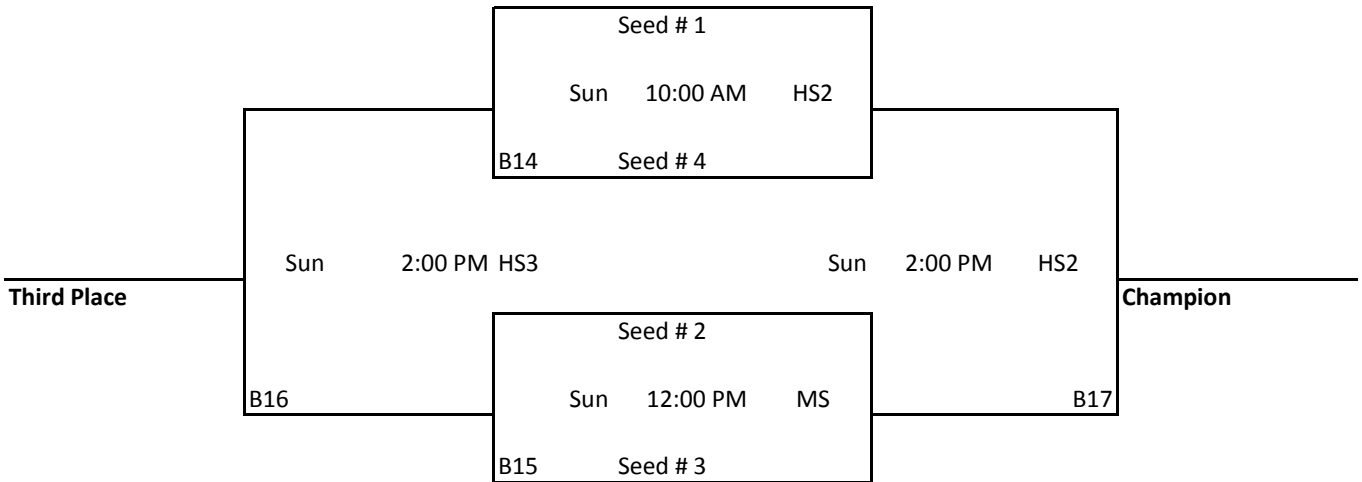 Seed # 1
Sun 10:00 AM HS2
B14 Seed # 4
Sun 2:00 PM HS3 Sun 2:00 PM HS2
Third Place Champion
Seed # 2
B16 Sun 12:00 PM MS B17
B15 Seed # 3